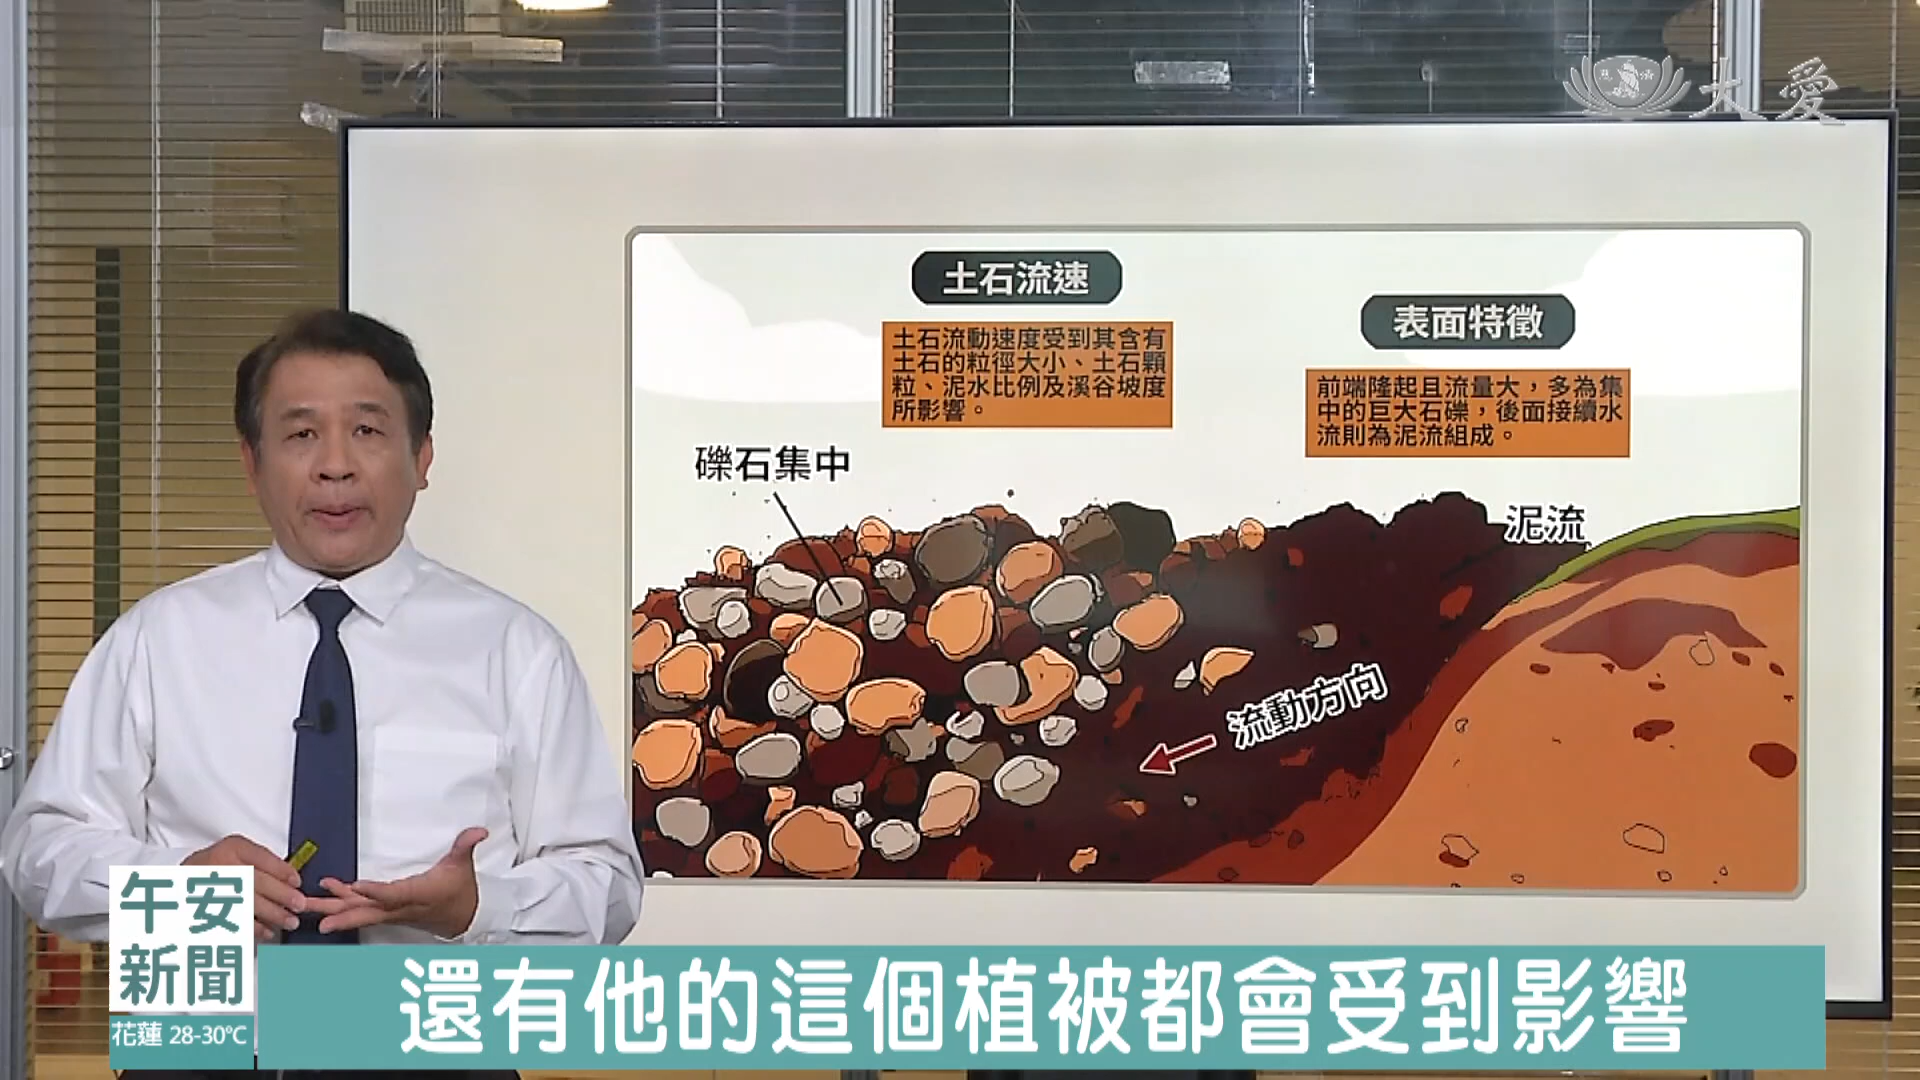 大愛
土石流速
土石流動速度受到其含有
土石的粒徑大小、土石顆
粒、泥水比例及溪谷坡度
所影響。
表面特徵
前端隆起且流量大，多為集
中的巨大石礫，後面接續水
流則為泥流組成。
礫石集中
泥流
流動方向
午安
新聞
花蓮 28-30℃
還有他的這個植被都會受到影響